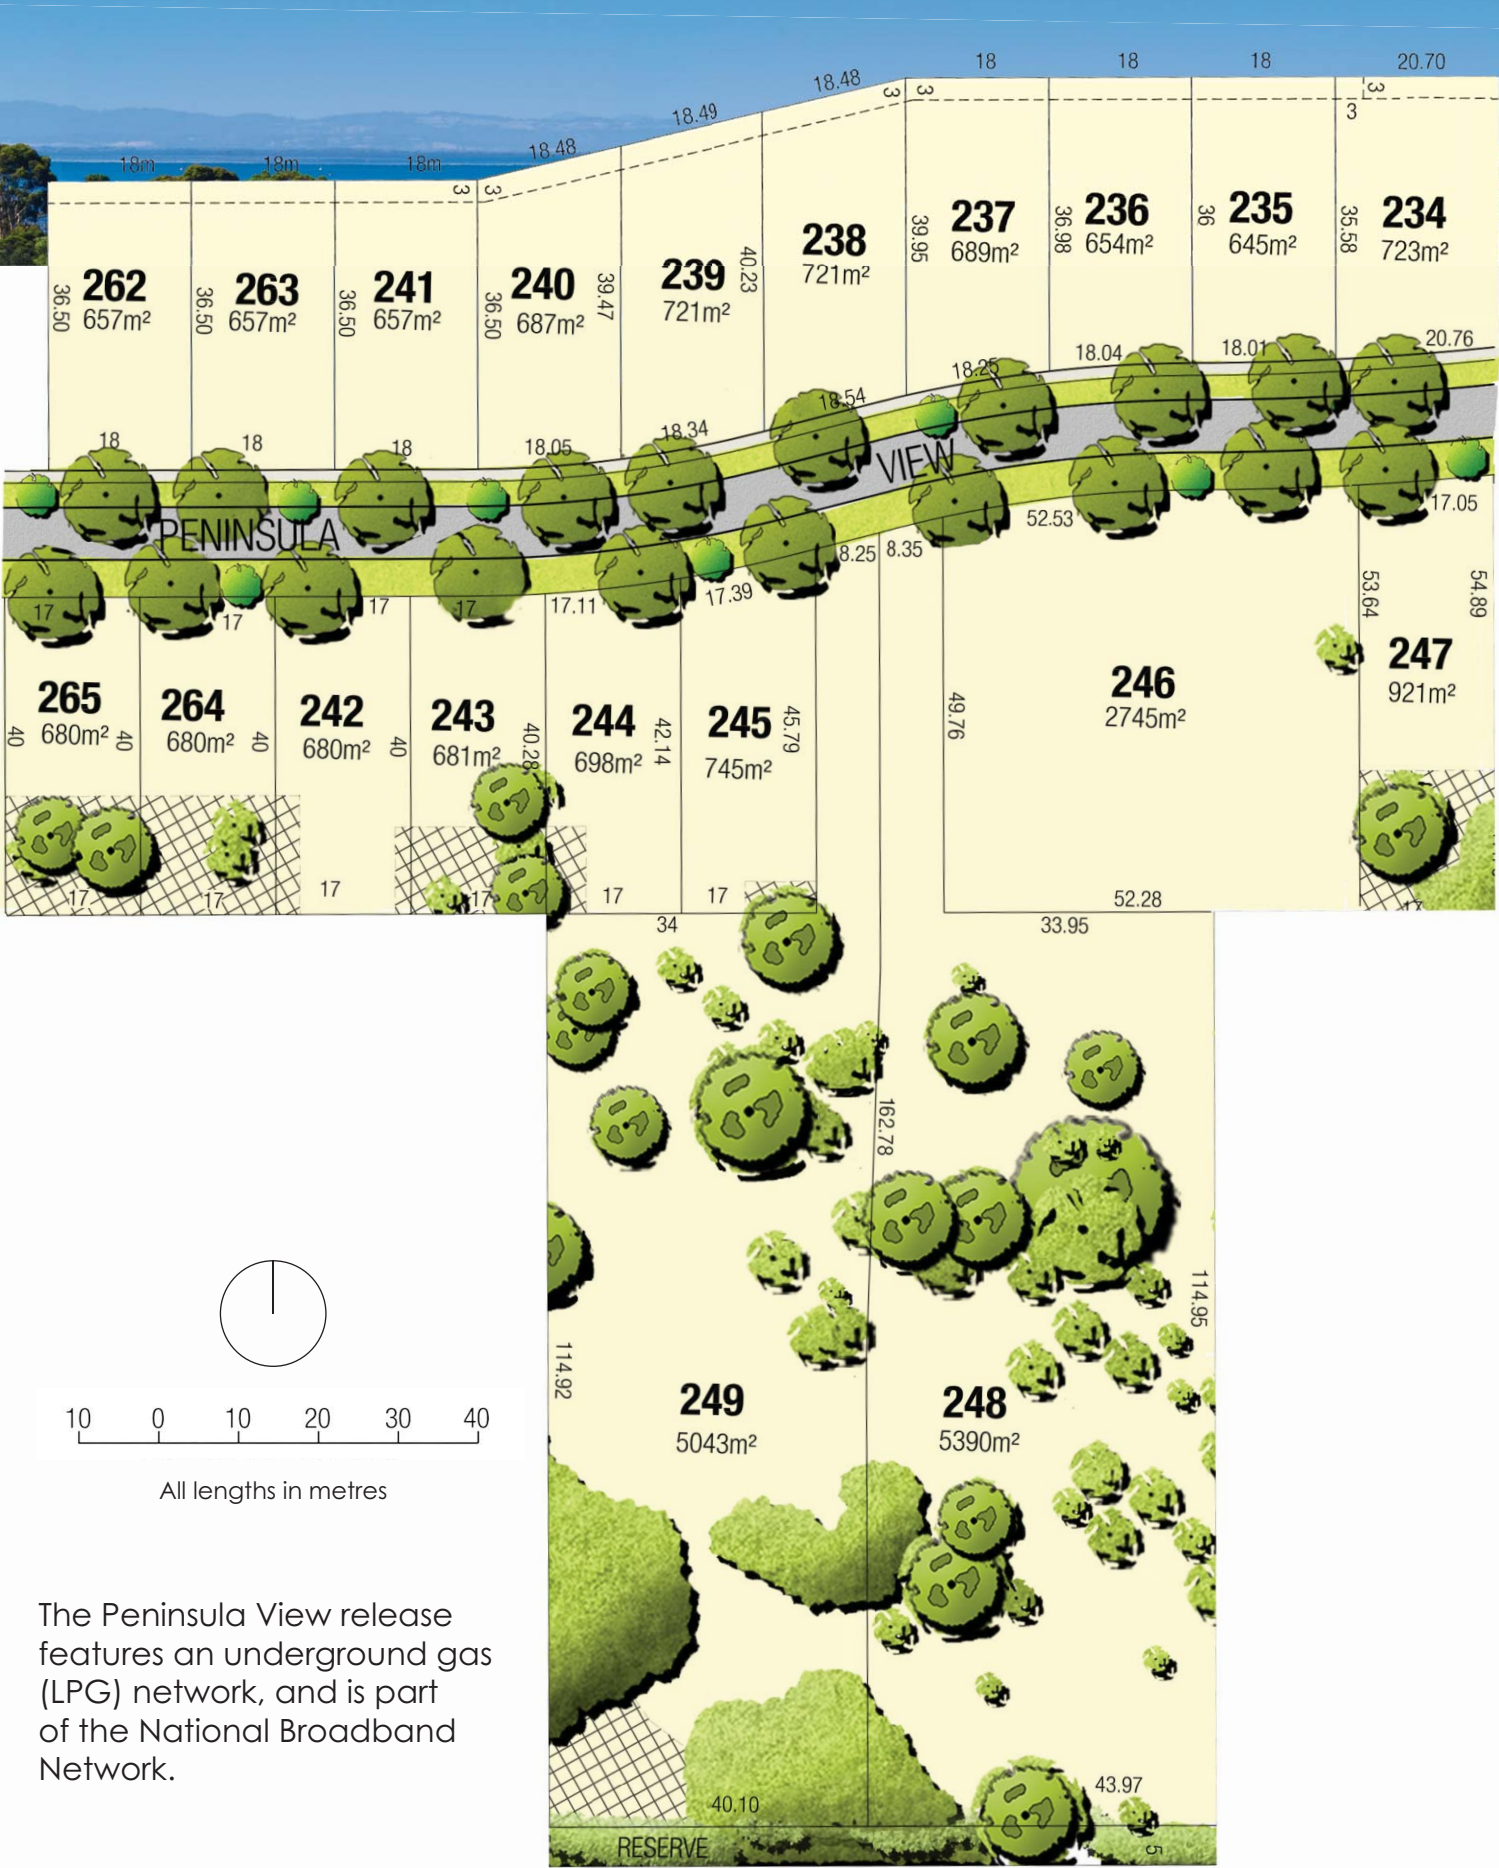 18 18 18 20.70
18.48 3 3 3
18.49 3
18.48
18m 18m 18m 3 3
262 263 241 240 239 238 237 236 235 234
657m² 657m² 657m² 687m² 721m² 721m² 689m² 654m² 645m² 723m²
36.50 36.50 36.50 36.50 39.47 40.23 39.95 36.98 36 35.58
18 18 18 18.05 18.34 18.54 18.25 18.04 18.01 20.76
PENINSULA VIEW
17 17 17 17 17.11 17.39 8.25 8.35 52.53 17.05
265 264 242 243 244 245 246 247
680m² 680m² 680m² 681m² 698m² 745m² 2745m² 921m²
40 40 40 40 40.28 42.14 45.79 49.76 53.64 54.89
17 17 17 17 17 17 52.28 17
34 33.95
162.78
114.92 114.95
249 248
5043m² 5390m²
40.10 43.97
RESERVE 5
10 0 10 20 30 40
All lengths in metres
The Peninsula View release
features an underground gas
(LPG) network, and is part
of the National Broadband
Network.